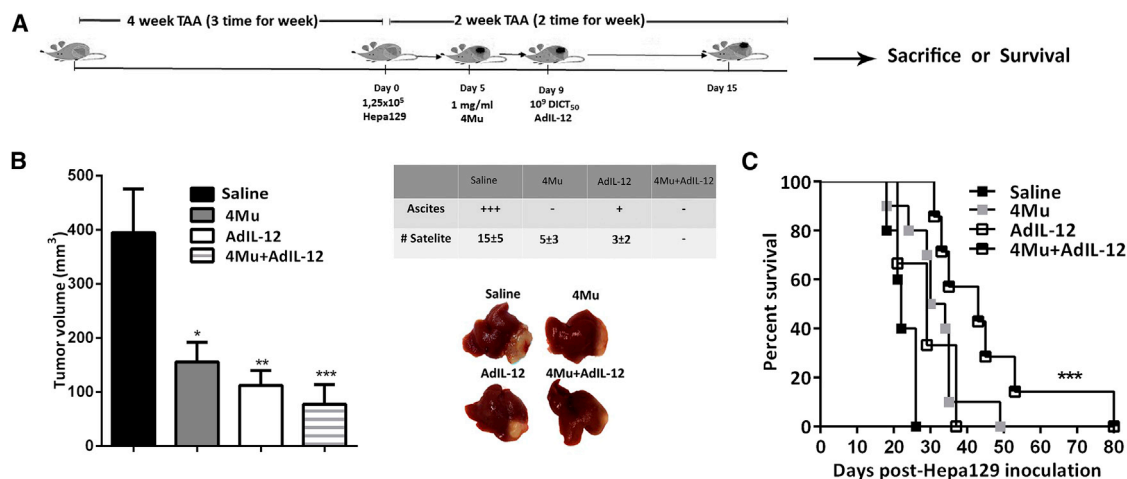 A
4 week TAA (3 time for week)
2 week TAA (2 time for week)
Sacrifice or Survival
Day 0
1,25x10⁵
Hepa129
Day 5
1 mg/ml
4Mu
Day 9
10⁹ DICT₅₀
AdIL-12
Day 15
B
Tumor volume (mm³)
500
400
300
200
100
0
Saline
4Mu
AdIL-12
4Mu+AdIL-12
*
**
***
Saline 4Mu AdIL-12 4Mu+AdIL-12
Ascites +++ - + -
# Satelite 15±5 5±3 3±2 -
Saline 4Mu
AdIL-12 4Mu+AdIL-12
C
Percent survival
100
80
60
40
20
0
Saline
4Mu
AdIL-12
4Mu+AdIL-12
***
0 10 20 30 40 50 60 70 80
Days post-Hepa129 inoculation